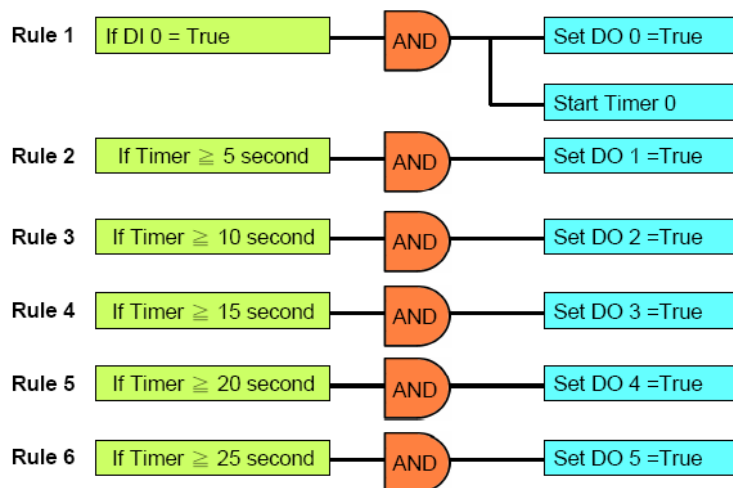 Rule 1 If DI 0 = True AND Set DO 0 =True
Start Timer 0
Rule 2 If Timer ≧ 5 second AND Set DO 1 =True
Rule 3 If Timer ≧ 10 second AND Set DO 2 =True
Rule 4 If Timer ≧ 15 second AND Set DO 3 =True
Rule 5 If Timer ≧ 20 second AND Set DO 4 =True
Rule 6 If Timer ≧ 25 second AND Set DO 5 =True